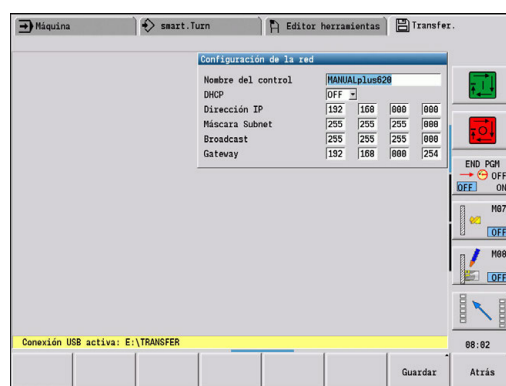 Máquina
smart.Turn
Editor herramientas
Transfer.
Configuración de la red
Nombre del control MANUALplus620
DHCP OFF
Dirección IP 192 168 000 000
Máscara Subnet 255 255 255 000
Broadcast 255 255 255 000
Gateway 192 168 000 254
END PGM
OFF
OFF ON
M07
OFF
M08
OFF
Conexión USB activa: E:\TRANSFER
08:02
Guardar
Atrás